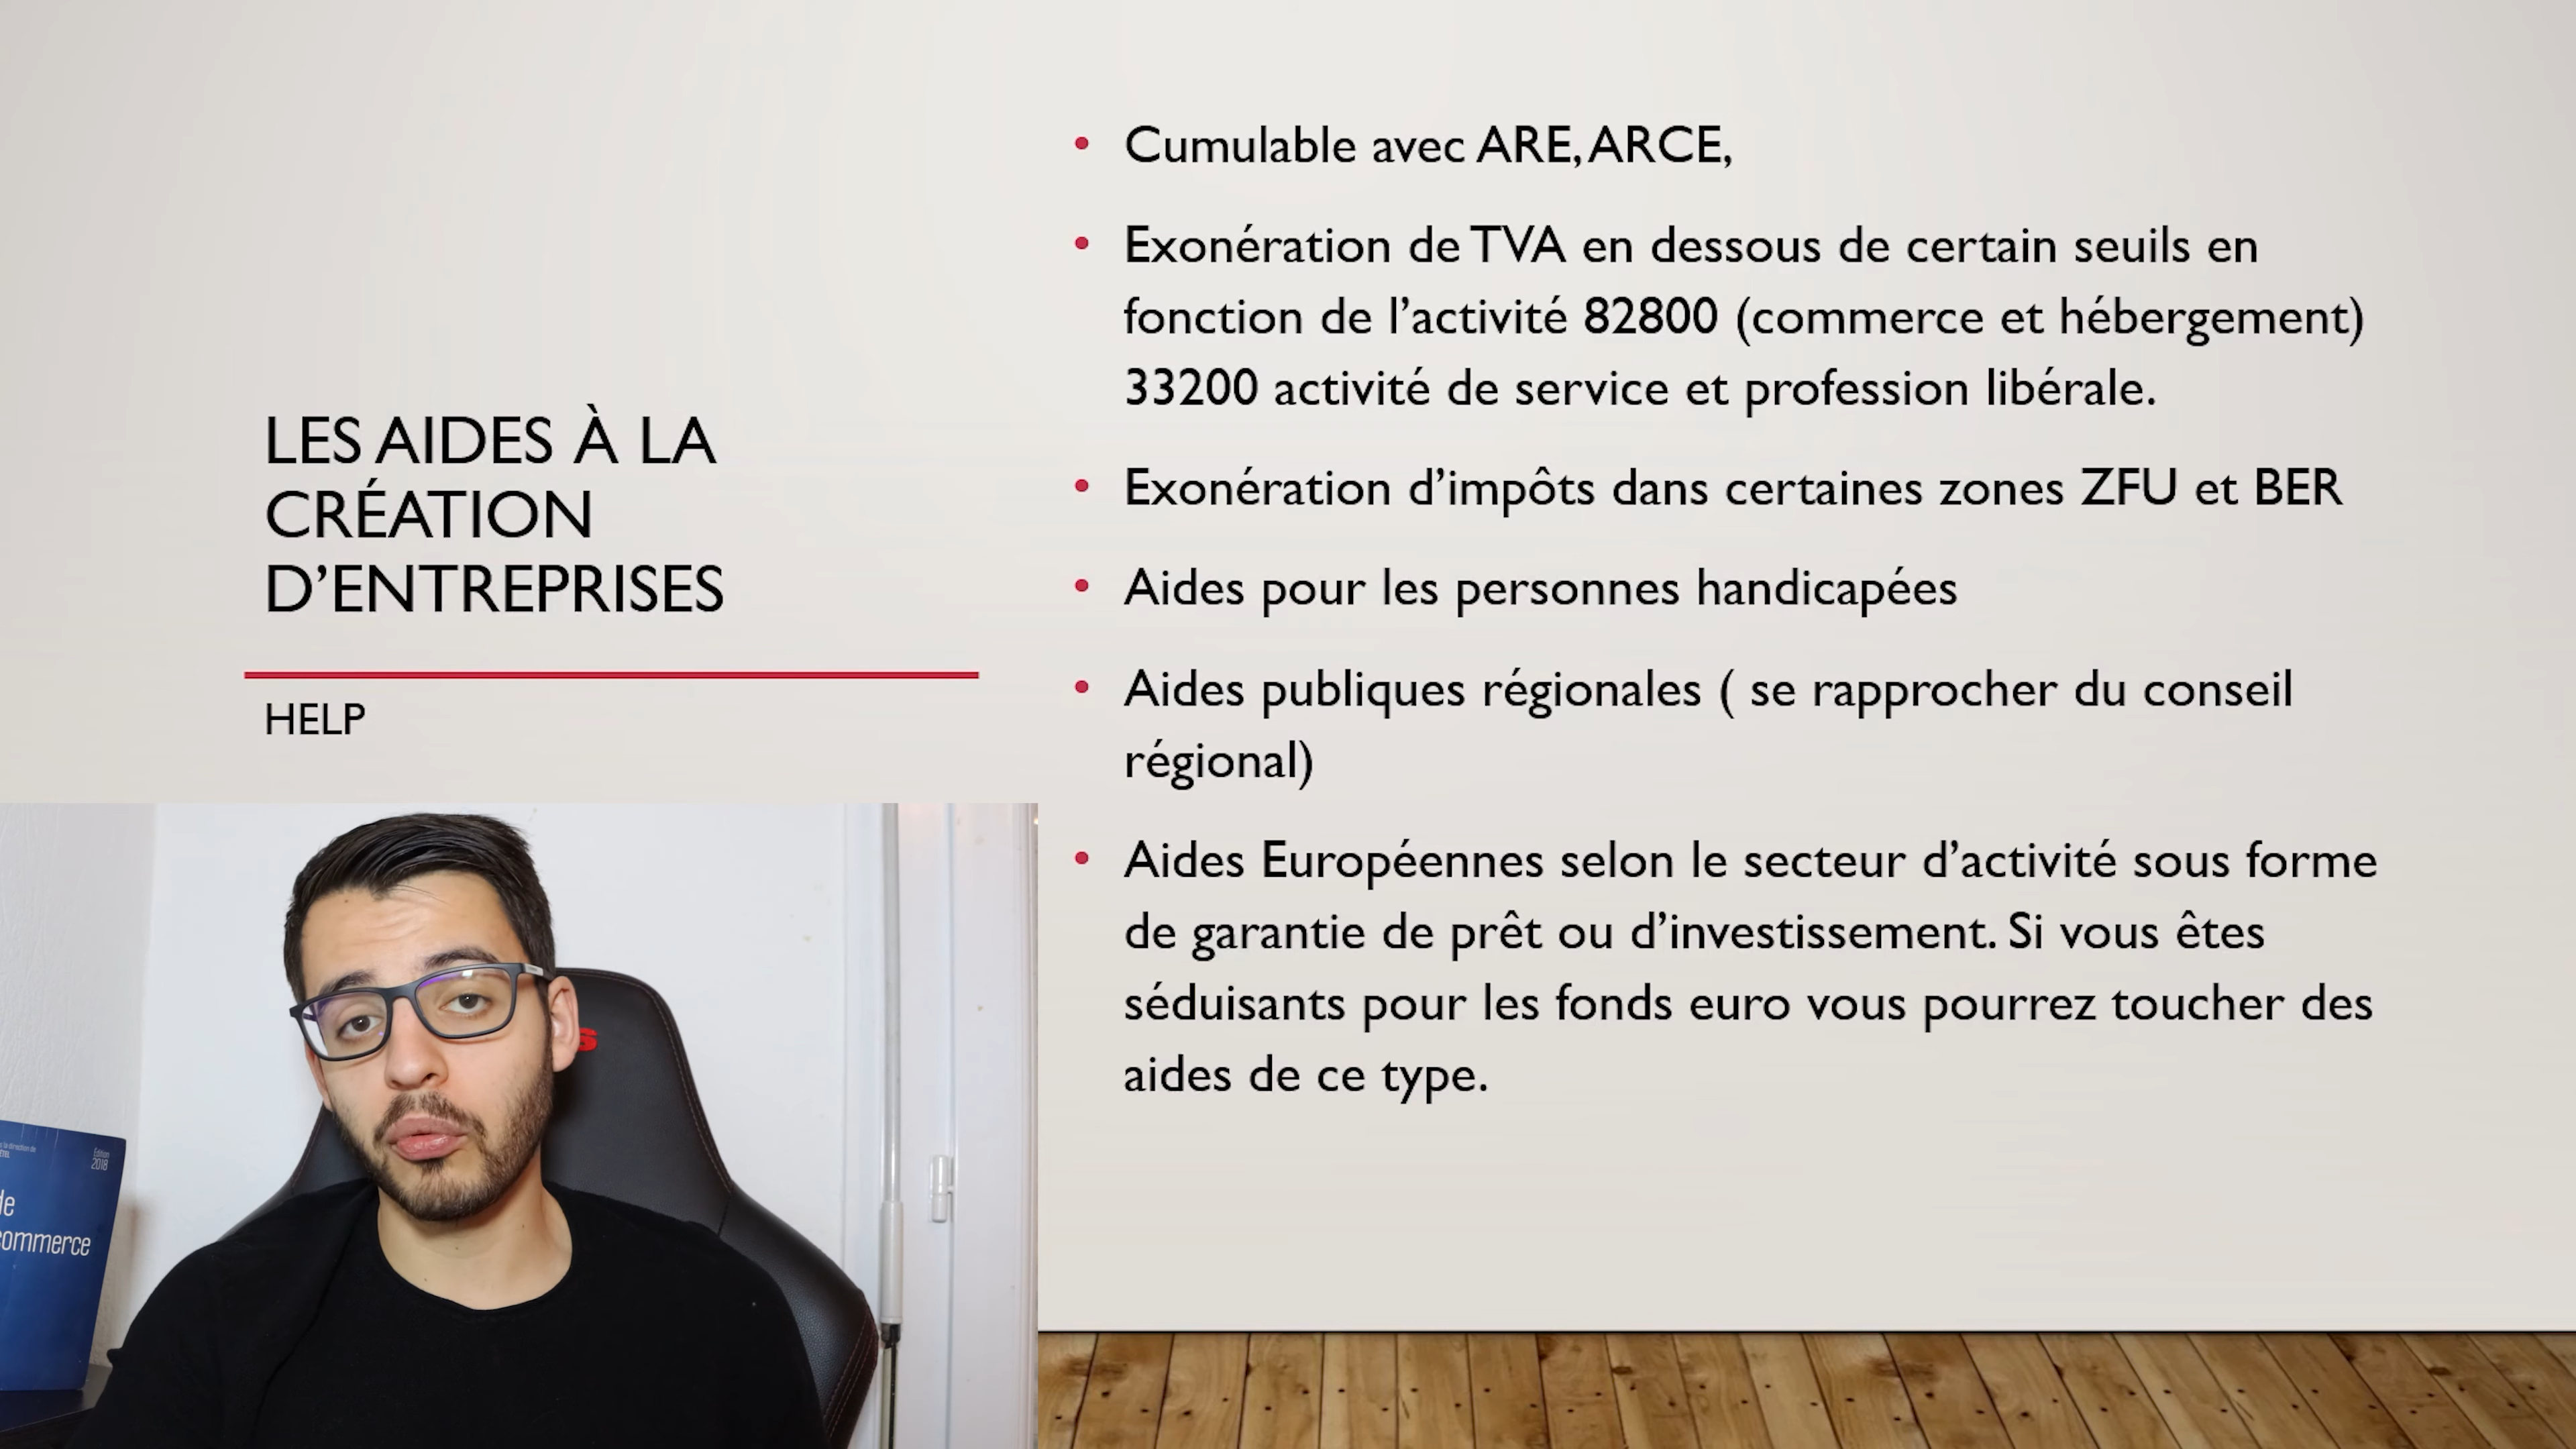 LES AIDES À LA
CRÉATION
D’ENTREPRISES
HELP
• Cumulable avec ARE, ARCE,
• Exonération de TVA en dessous de certain seuils en
fonction de l’activité 82800 (commerce et hébergement)
33200 activité de service et profession libérale.
• Exonération d’impôts dans certaines zones ZFU et BER
• Aides pour les personnes handicapées
• Aides publiques régionales ( se rapprocher du conseil
régional)
• Aides Européennes selon le secteur d’activité sous forme
de garantie de prêt ou d’investissement. Si vous êtes
séduisants pour les fonds euro vous pourrez toucher des
aides de ce type.
Édition
2018
de
commerce